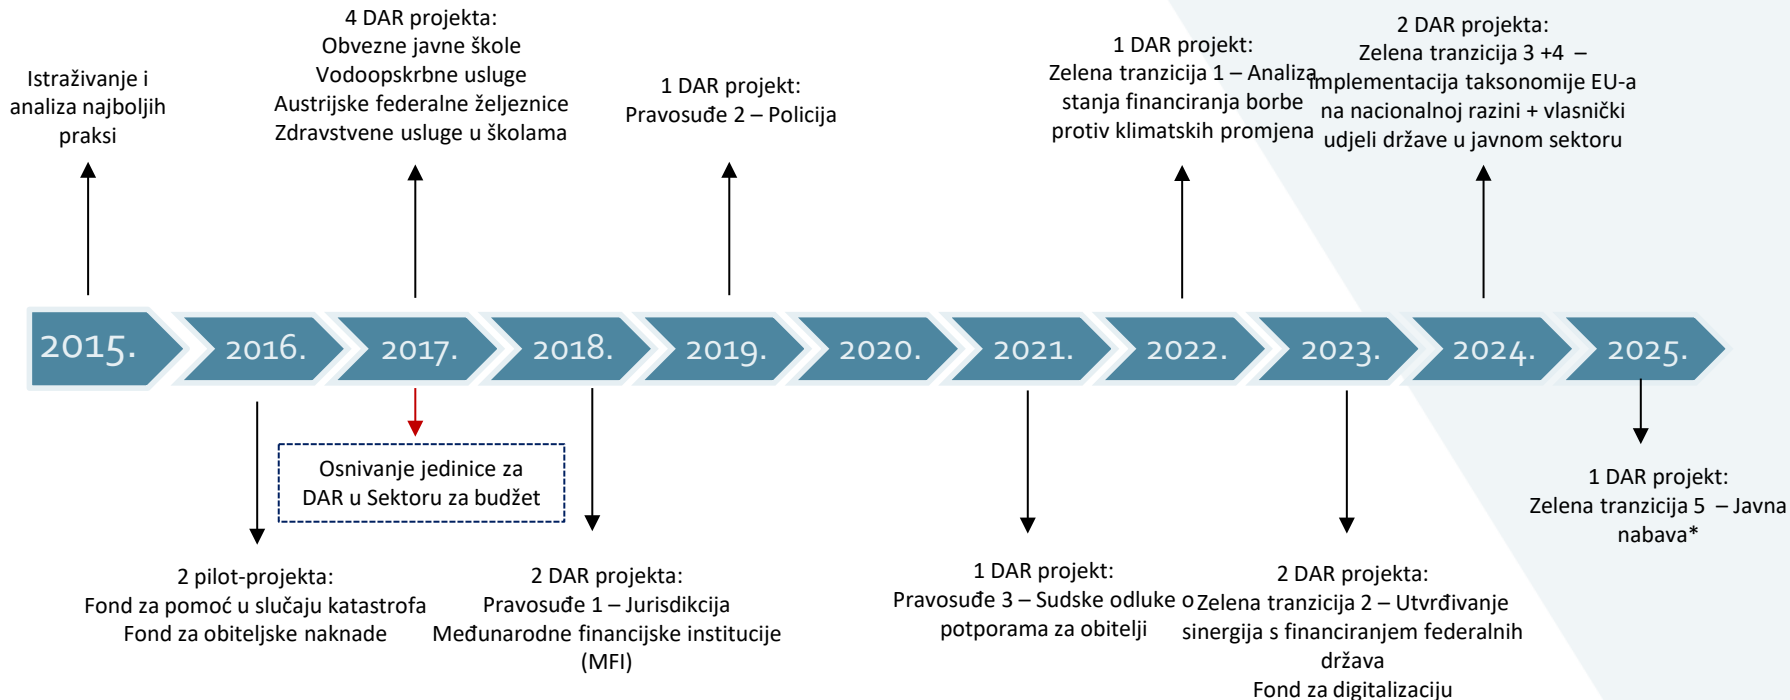 Istraživanje i
analiza najboljih
praksi
4 DAR projekta:
Obvezne javne škole
Vodoopskrbne usluge
Austrijske federalne željeznice
Zdravstvene usluge u školama
1 DAR projekt:
Pravosuđe 2 – Policija
1 DAR projekt:
Zelena tranzicija 1 – Analiza
stanja financiranja borbe
protiv klimatskih promjena
2 DAR projekta:
Zelena tranzicija 3 +4 –
implementacija taksonomije EU-a
na nacionalnoj razini + vlasnički
udjeli države u javnom sektoru
2015.
2016.
2017.
2018.
2019.
2020.
2021.
2022.
2023.
2024.
2025.
Osnivanje jedinice za
DAR u Sektoru za budžet
2 pilot-projekta:
Fond za pomoć u slučaju katastrofa
Fond za obiteljske naknade
2 DAR projekta:
Pravosuđe 1 – Jurisdikcija
Međunarodne financijske institucije
(MFI)
1 DAR projekt:
Pravosuđe 3 – Sudske odluke o
potporama za obitelji
2 DAR projekta:
Zelena tranzicija 2 – Utvrđivanje
sinergija s financiranjem federalnih
država
Fond za digitalizaciju
1 DAR projekt:
Zelena tranzicija 5 – Javna
nabava*